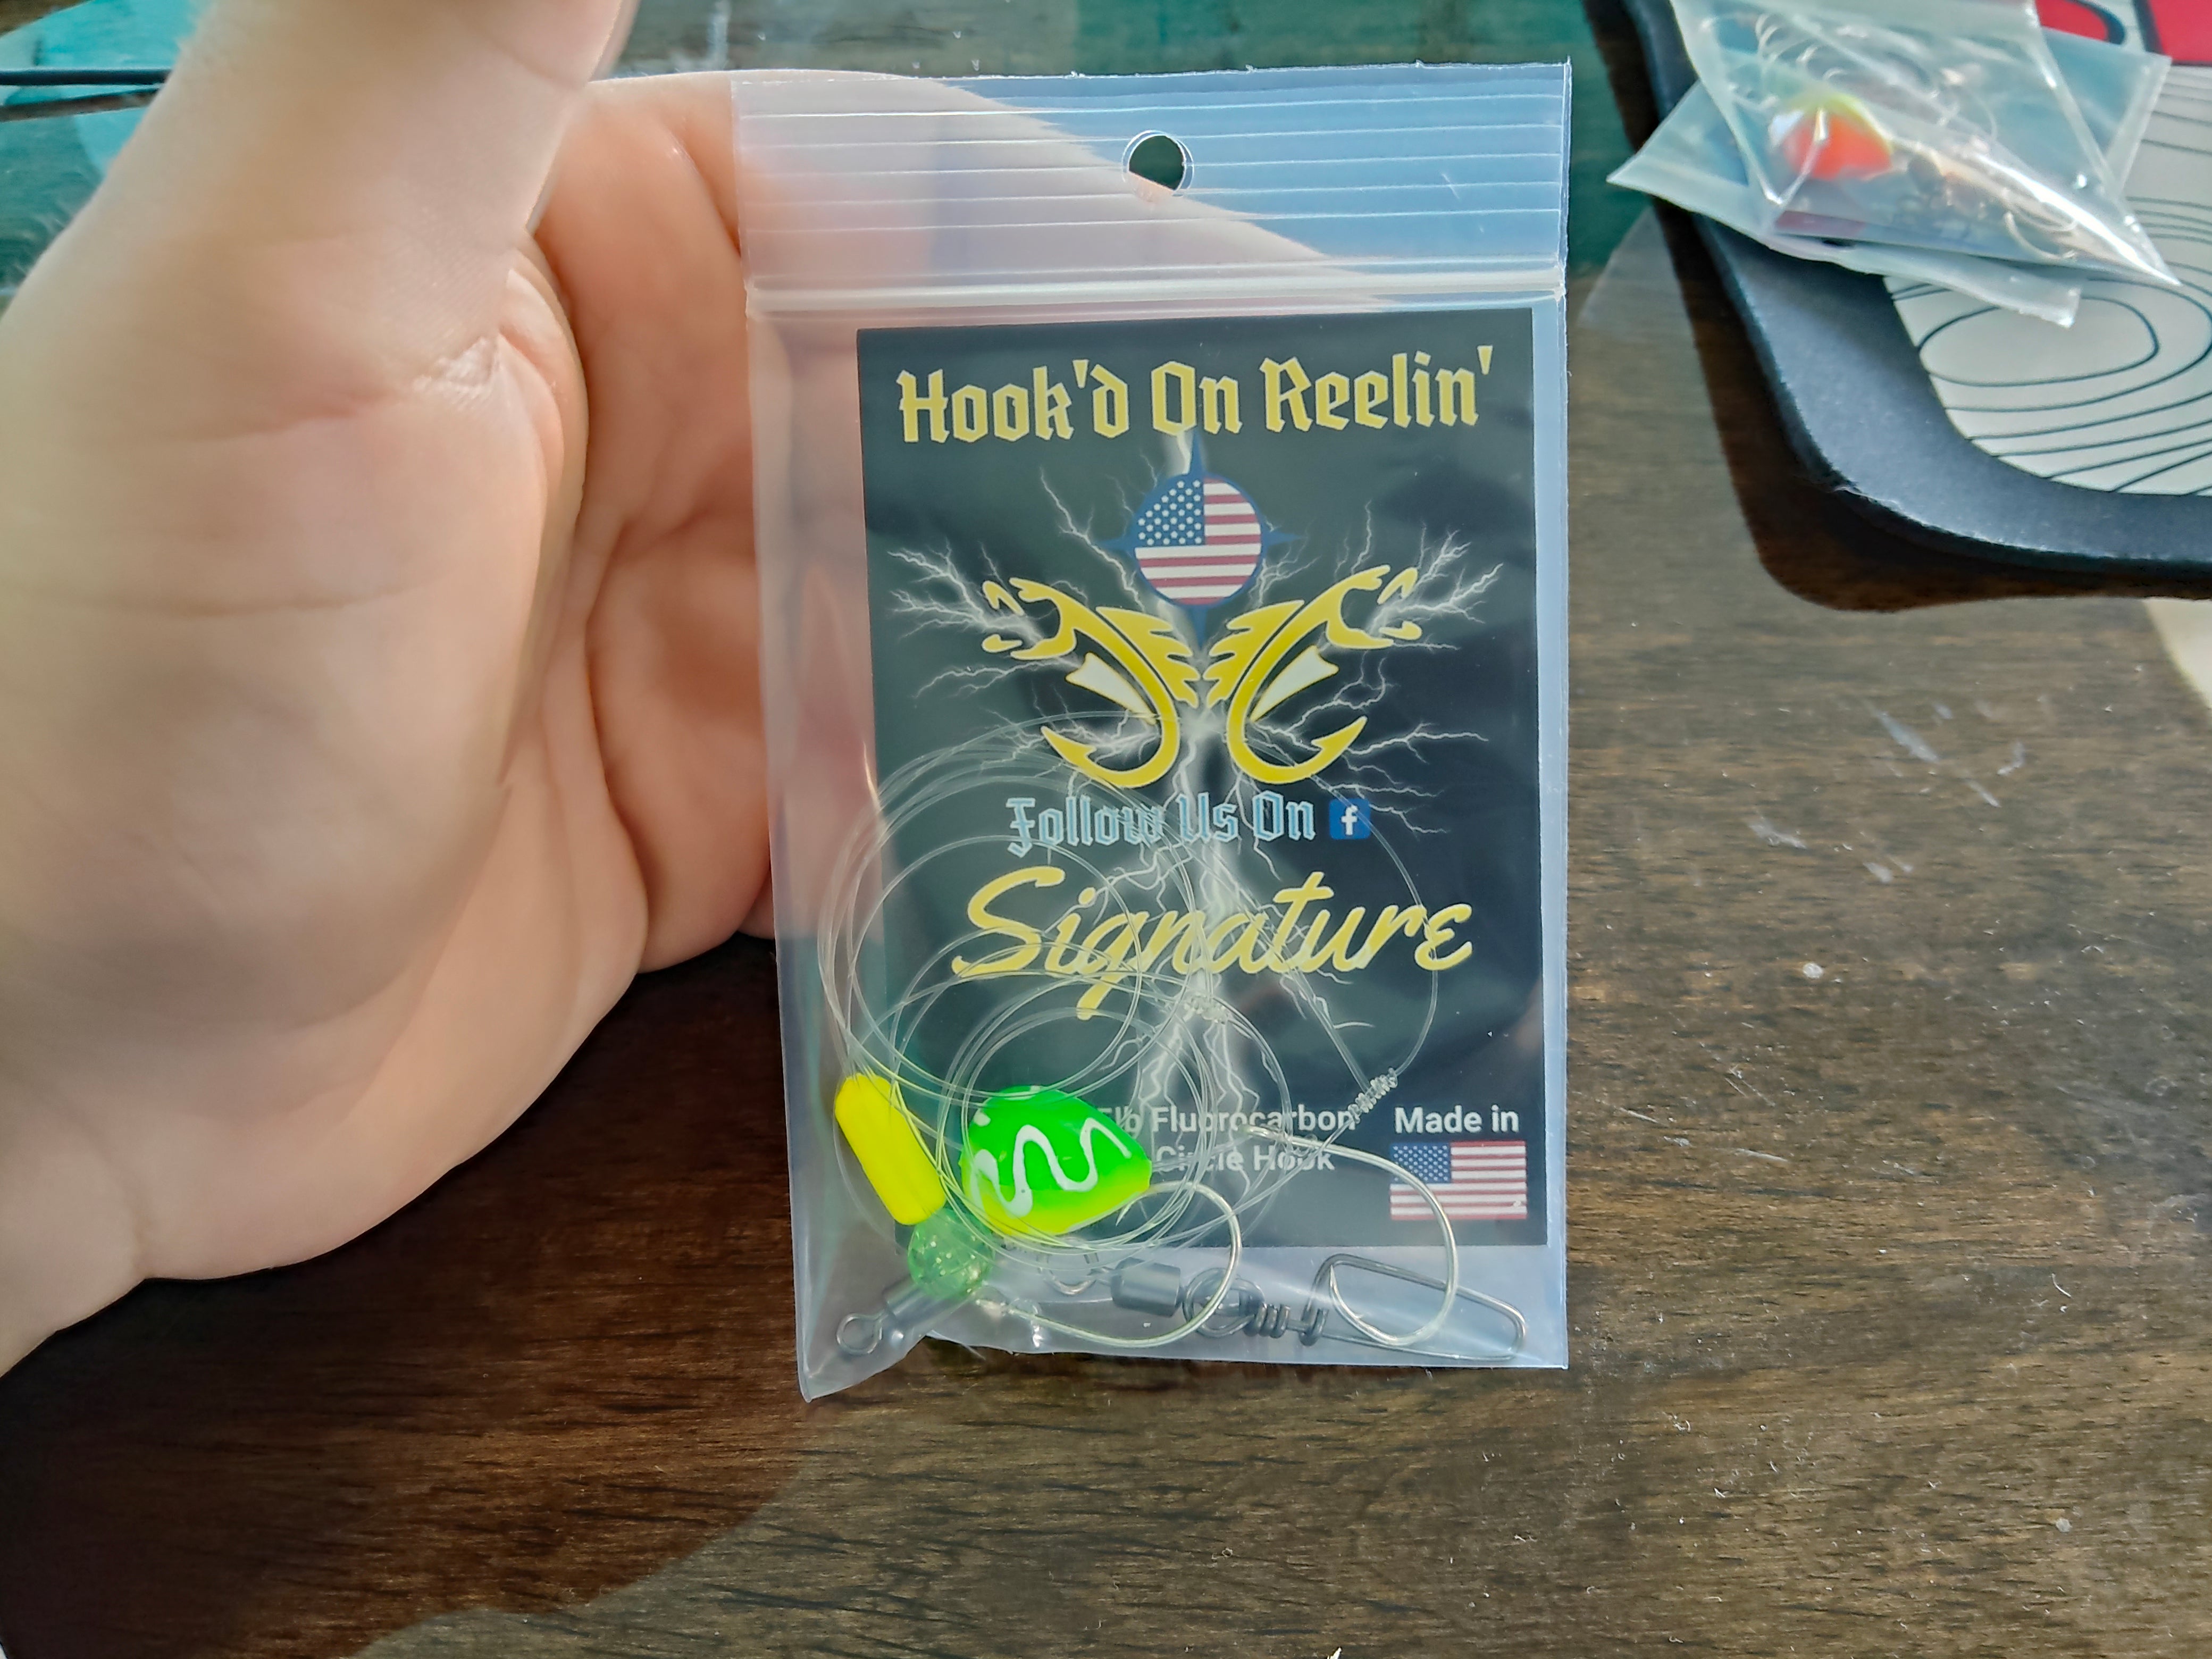 Hook'd On Reelin'
Follow Us On f
Signature
Fluorocarbon
Circle Hook
Made in